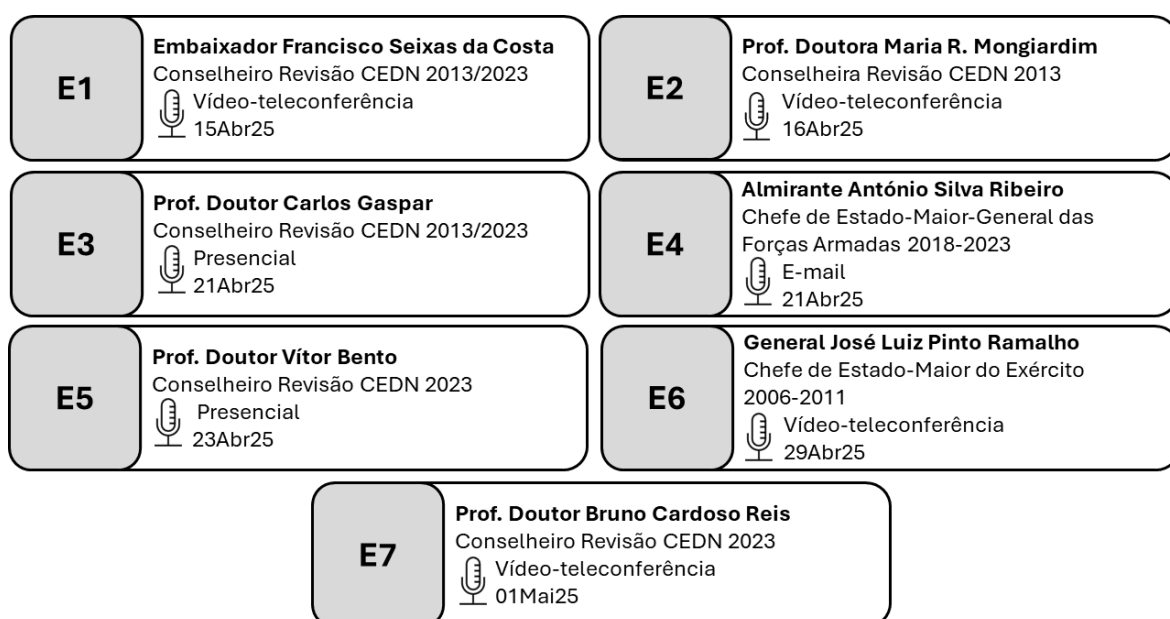 E1
Embaixador Francisco Seixas da Costa
Conselheiro Revisão CEDN 2013/2023
Vídeo-teleconferência
15Abr25
E2
Prof. Doutora Maria R. Mongiardim
Conselheira Revisão CEDN 2013
Vídeo-teleconferência
16Abr25
E3
Prof. Doutor Carlos Gaspar
Conselheiro Revisão CEDN 2013/2023
Presencial
21Abr25
E4
Almirante António Silva Ribeiro
Chefe de Estado-Maior-General das
Forças Armadas 2018-2023
E-mail
21Abr25
E5
Prof. Doutor Vítor Bento
Conselheiro Revisão CEDN 2023
Presencial
23Abr25
E6
General José Luiz Pinto Ramalho
Chefe de Estado-Maior do Exército
2006-2011
Vídeo-teleconferência
29Abr25
E7
Prof. Doutor Bruno Cardoso Reis
Conselheiro Revisão CEDN 2023
Vídeo-teleconferência
01Mai25